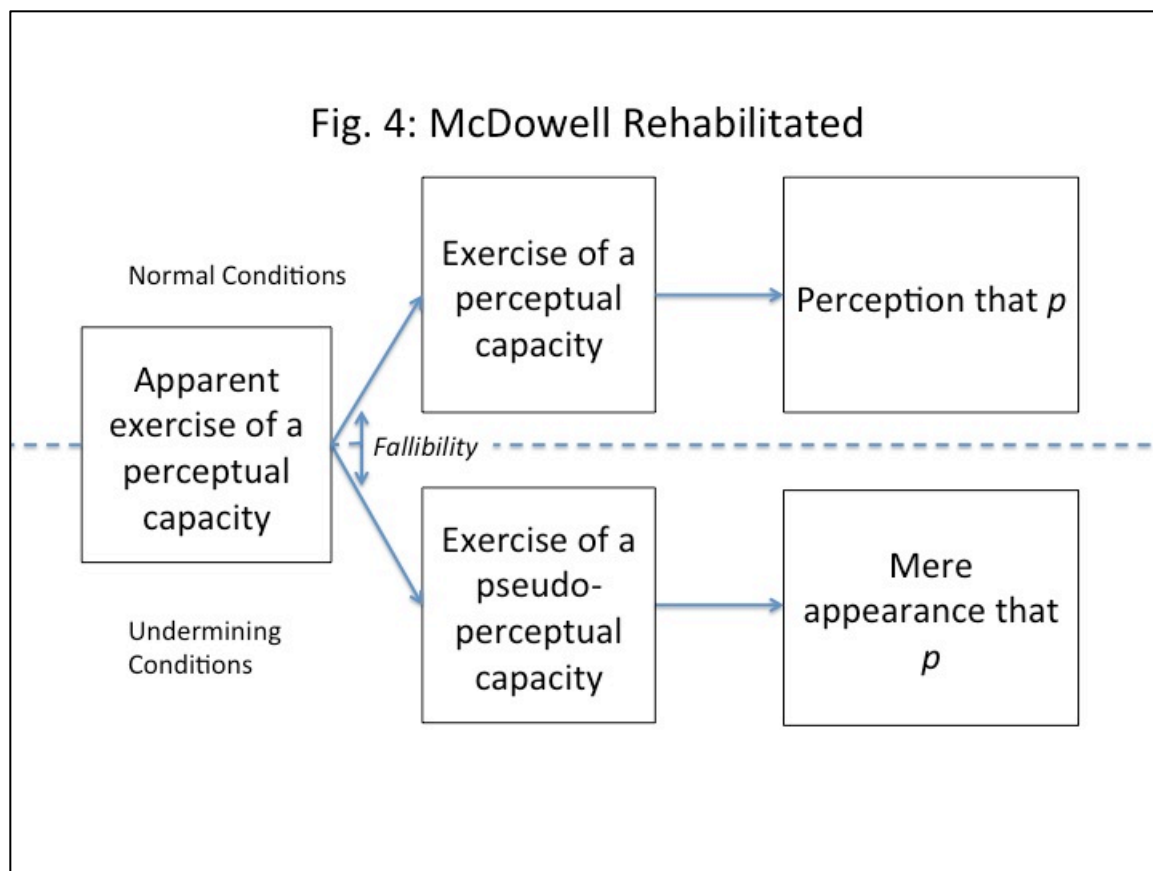 Fig. 4: McDowell Rehabilitated
Normal Conditions
Apparent
exercise of a
perceptual
capacity
Undermining
Conditions
Fallibility
Exercise of a
perceptual
capacity
Perception that p
Exercise of a
pseudo-
perceptual
capacity
Mere
appearance that
p